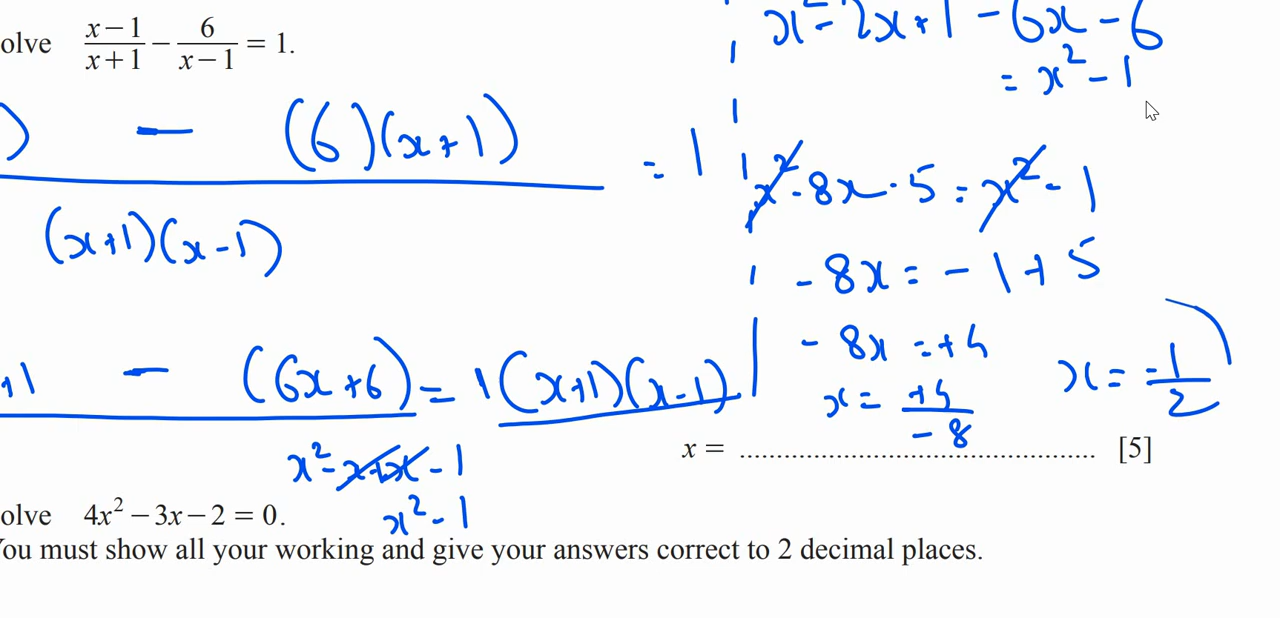 x² - 2x + 1 - 6x - 6
= x² - 1
olve (x-1)/(x+1) - 6/(x-1) = 1.
) - (6)(x+1) = 1
(x+1)(x-1)
x² - 8x - 5 = x² - 1
- 8x = - 1 + 5
- 8x = +4
x = +4/-8
x = -1/2
+1 - (6x+6) = 1(x+1)(x-1)
x² - x + x - 1
x² - 1
x = ................................................ [5]
olve 4x² - 3x - 2 = 0.
You must show all your working and give your answers correct to 2 decimal places.